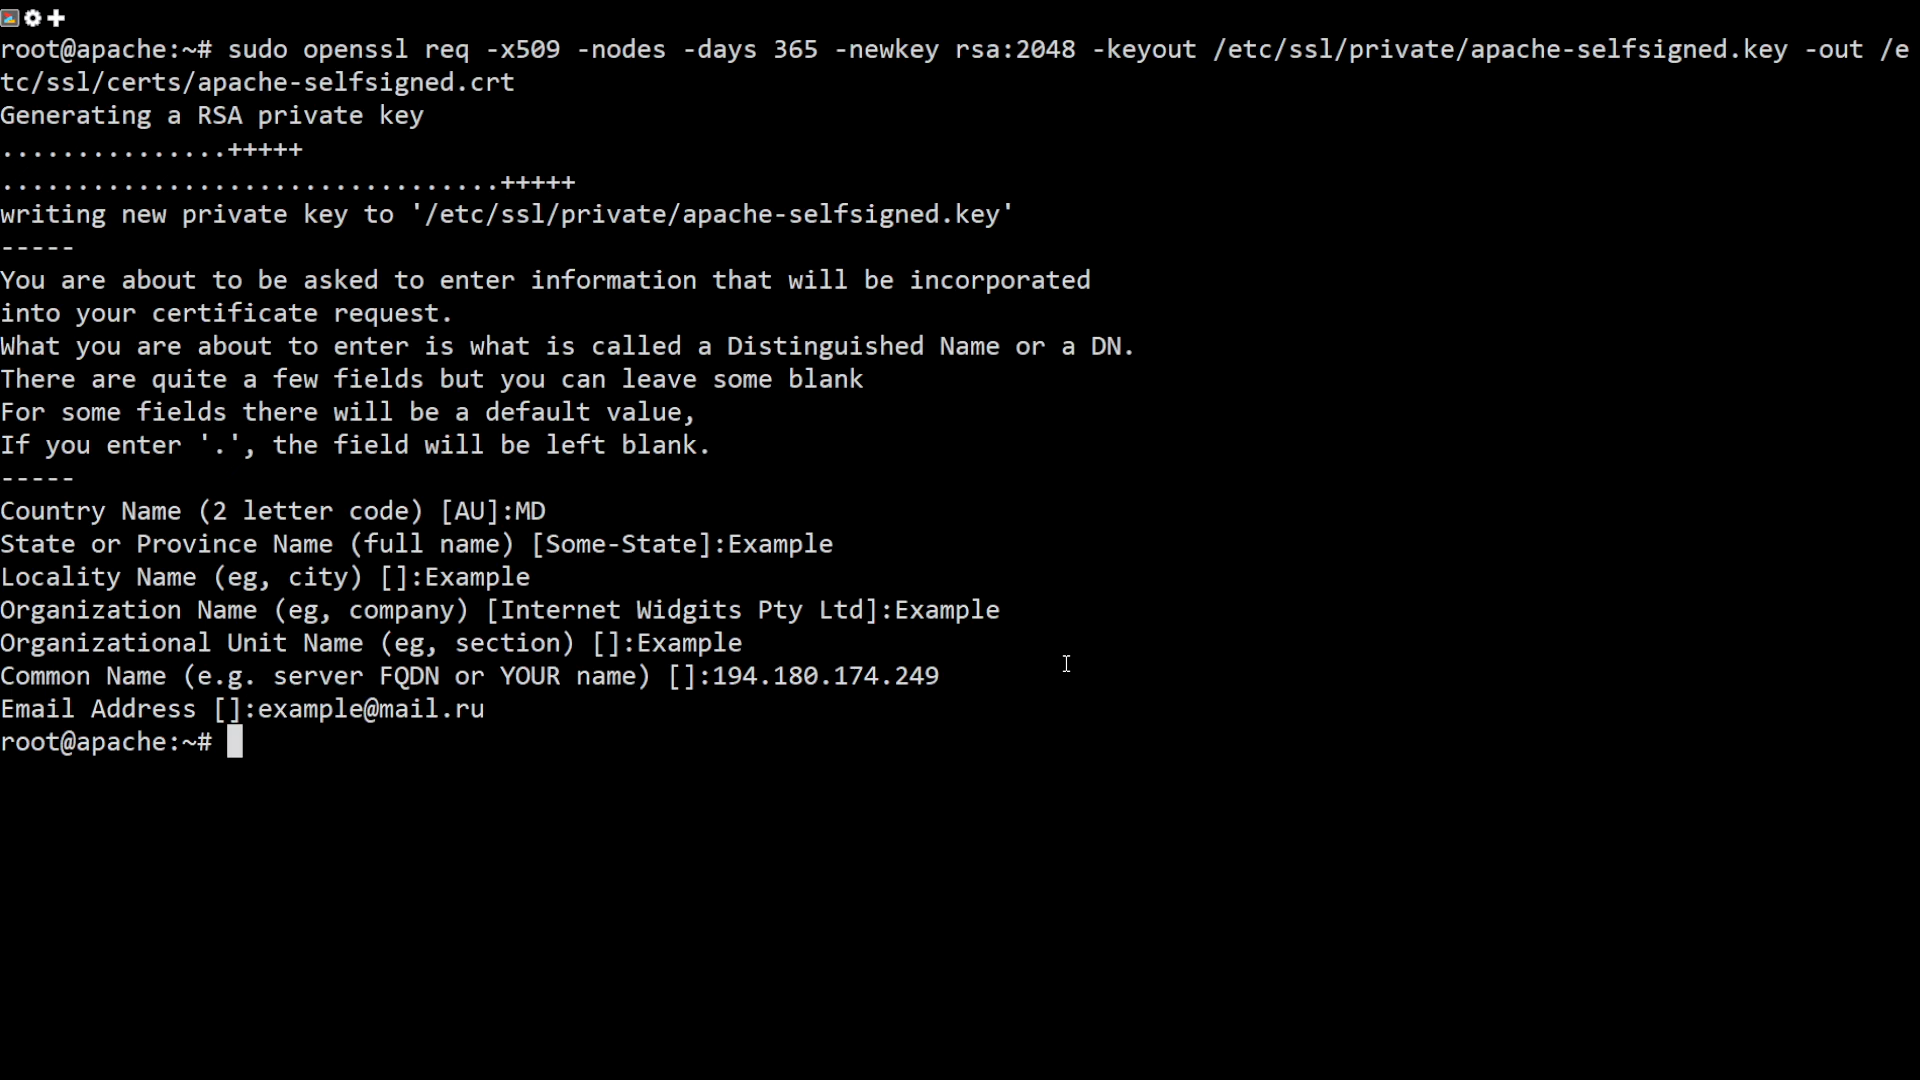 root@apache:~# sudo openssl req -x509 -nodes -days 365 -newkey rsa:2048 -keyout /etc/ssl/private/apache-selfsigned.key -out /e
tc/ssl/certs/apache-selfsigned.crt
Generating a RSA private key
...............+++++
.................................+++++
writing new private key to '/etc/ssl/private/apache-selfsigned.key'
-----
You are about to be asked to enter information that will be incorporated
into your certificate request.
What you are about to enter is what is called a Distinguished Name or a DN.
There are quite a few fields but you can leave some blank
For some fields there will be a default value,
If you enter '.', the field will be left blank.
-----
Country Name (2 letter code) [AU]:MD
State or Province Name (full name) [Some-State]:Example
Locality Name (eg, city) []:Example
Organization Name (eg, company) [Internet Widgits Pty Ltd]:Example
Organizational Unit Name (eg, section) []:Example
Common Name (e.g. server FQDN or YOUR name) []:194.180.174.249
Email Address []:example@mail.ru
root@apache:~#